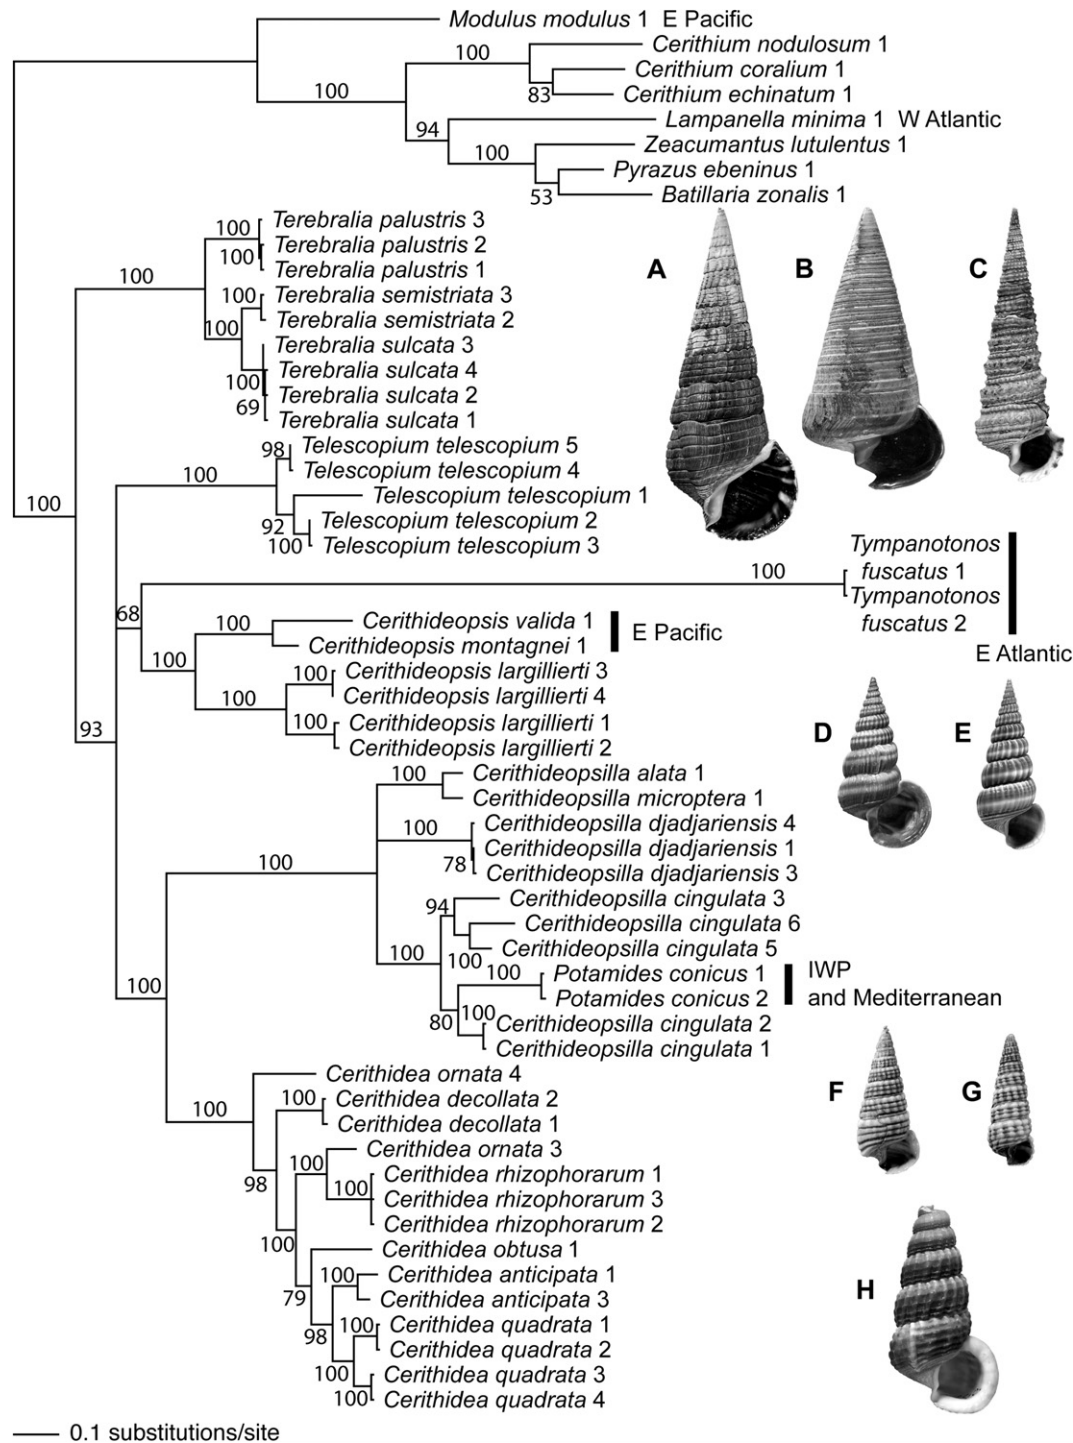 Modulus modulus 1 E Pacific
Cerithium nodulosum 1
100
Cerithium coralium 1
83
Cerithium echinatum 1
100
Lampanella minima 1 W Atlantic
94
Zeacumantus lutulentus 1
100
Pyrazus ebeninus 1
53
Batillaria zonalis 1
Terebralia palustris 3
100
Terebralia palustris 2
100
Terebralia palustris 1
100
Terebralia semistriata 3
100
Terebralia semistriata 2
100
Terebralia sulcata 3
Terebralia sulcata 4
100
Terebralia sulcata 2
69
Terebralia sulcata 1
A
B
C
Telescopium telescopium 5
98
Telescopium telescopium 4
100
Telescopium telescopium 1
100
Telescopium telescopium 2
92
100
Telescopium telescopium 3
Tympanotonos
fuscatus 1
100
Tympanotonos
fuscatus 2
E Atlantic
68
Cerithideopsis valida 1
100
Cerithideopsis montagnei 1
E Pacific
100
Cerithideopsis largillierti 3
100
Cerithideopsis largillierti 4
100
Cerithideopsis largillierti 1
100
Cerithideopsis largillierti 2
93
D
E
Cerithideopsilla alata 1
100
Cerithideopsilla microptera 1
Cerithideopsilla djadjariensis 4
100
Cerithideopsilla djadjariensis 1
78
Cerithideopsilla djadjariensis 3
100
Cerithideopsilla cingulata 3
94
Cerithideopsilla cingulata 6
Cerithideopsilla cingulata 5
100
100
Potamides conicus 1
100
Potamides conicus 2
IWP
and Mediterranean
100
Cerithideopsilla cingulata 2
80
100
Cerithideopsilla cingulata 1
Cerithidea ornata 4
F
G
Cerithidea decollata 2
100
Cerithidea decollata 1
100
Cerithidea ornata 3
100
Cerithidea rhizophorarum 1
98
100
Cerithidea rhizophorarum 3
Cerithidea rhizophorarum 2
100
Cerithidea obtusa 1
Cerithidea anticipata 1
100
79
Cerithidea anticipata 3
H
Cerithidea quadrata 1
98
100
Cerithidea quadrata 2
100
Cerithidea quadrata 3
100
Cerithidea quadrata 4
0.1 substitutions/site